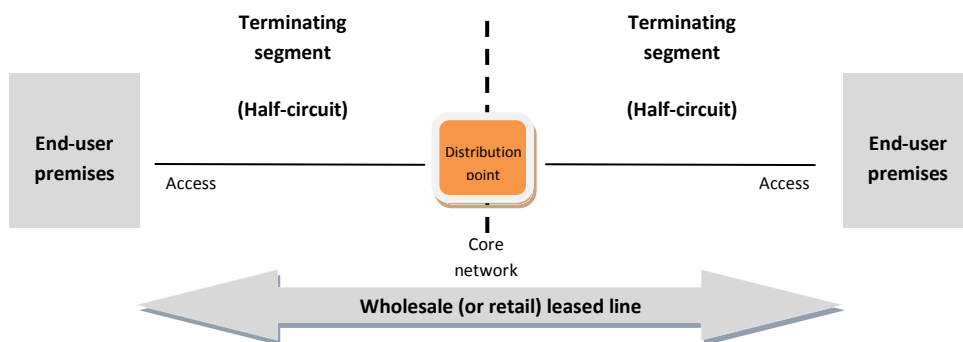 Terminating
segment
(Half-circuit)
Terminating
segment
(Half-circuit)
End-user
premises
Distribution
point
End-user
premises
Access
Access
Core
network
Wholesale (or retail) leased line